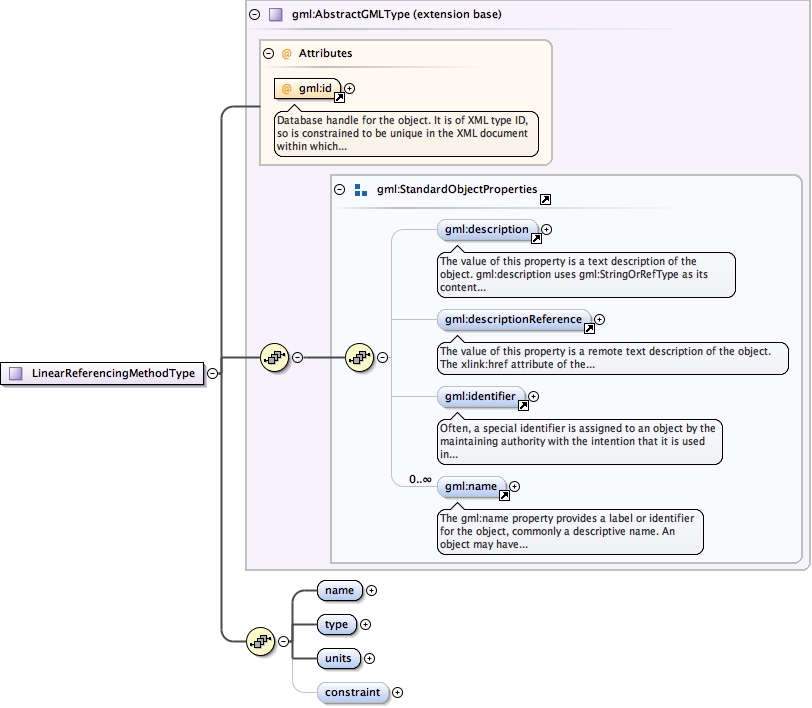 gml:AbstractGMLType (extension base)
@ Attributes
@ gml:id
Database handle for the object. It is of XML type ID,
so is constrained to be unique in the XML document
within which...
gml:StandardObjectProperties
gml:description
The value of this property is a text description of the
object. gml:description uses gml:StringOrRefType as its
content...
gml:descriptionReference
The value of this property is a remote text description of the object.
The xlink:href attribute of the...
LinearReferencingMethodType
gml:identifier
Often, a special identifier is assigned to an object by the
maintaining authority with the intention that it is used
in...
0..∞
gml:name
The gml:name property provides a label or identifier
for the object, commonly a descriptive name. An
object may have...
name
type
units
constraint